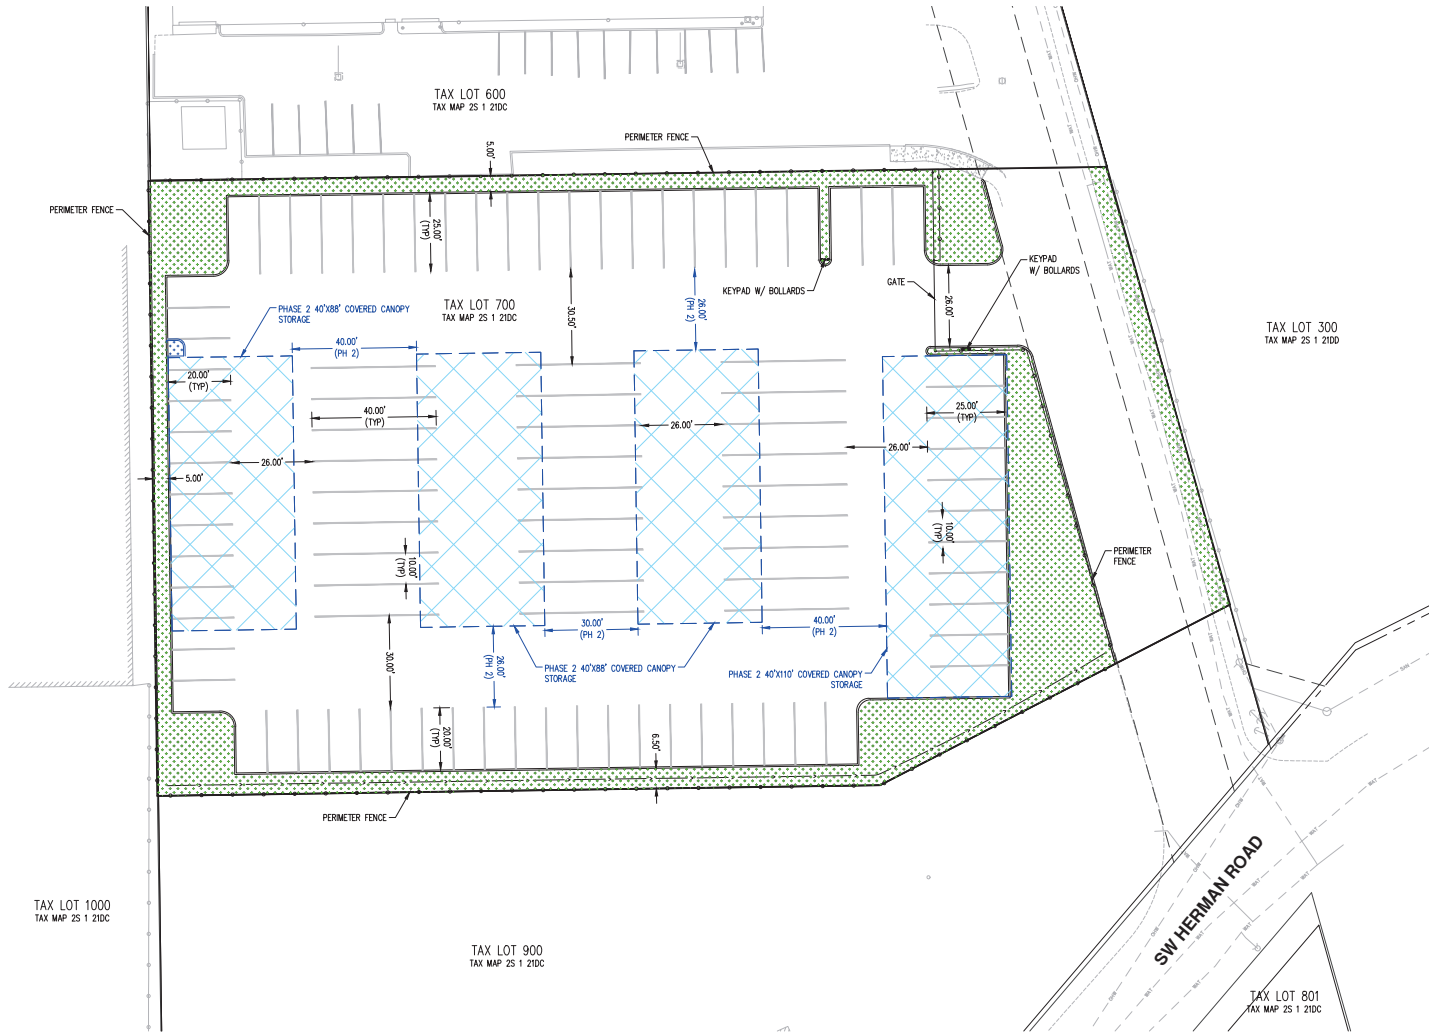 TAX LOT 600
TAX MAP 2S 1 21DC
PERIMETER FENCE
5.00'
PERIMETER FENCE
25.00'
(TYP)
KEYPAD
W/ BOLLARDS
KEYPAD W/ BOLLARDS
GATE
26.00'
TAX LOT 700
TAX MAP 2S 1 21DC
PHASE 2 40'X88' COVERED CANOPY
STORAGE
30.50'
26.00'
(PH 2)
TAX LOT 300
TAX MAP 2S 1 21DD
40.00'
(PH 2)
20.00'
(TYP)
40.00'
(TYP)
26.00'
25.00'
(TYP)
26.00'
26.00'
5.00'
10.00'
(TYP)
10.00'
(TYP)
PERIMETER
FENCE
30.00'
(PH 2)
40.00'
(PH 2)
30.00'
26.00'
(PH 2)
PHASE 2 40'X88' COVERED CANOPY
STORAGE
PHASE 2 40'X110' COVERED CANOPY
STORAGE
20.00'
(TYP)
6.50'
PERIMETER FENCE
SW HERMAN ROAD
TAX LOT 1000
TAX MAP 2S 1 21DC
TAX LOT 900
TAX MAP 2S 1 21DC
TAX LOT 801
TAX MAP 2S 1 21DC